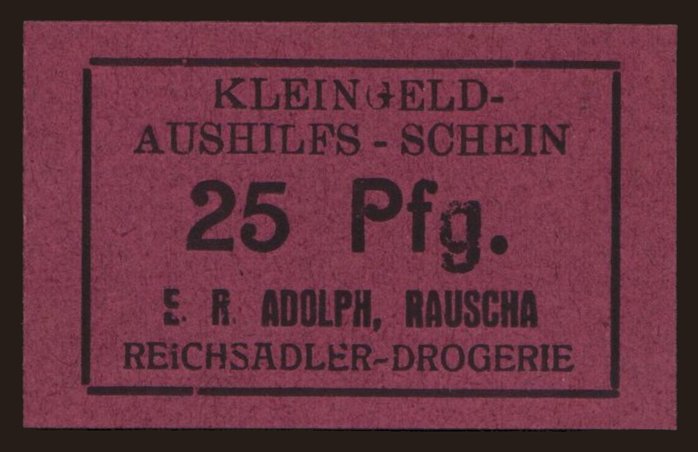 KLEINGELD-
AUSHILFS - SCHEIN
25 Pfg.
E. R. ADOLPH, RAUSCHA
REICHSADLER-DROGERIE